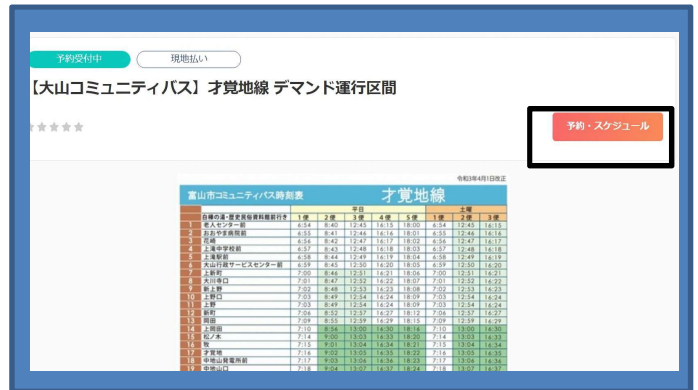 予約受付中 現地払い
【大山コミュニティバス】才覚地線 デマンド運行区間
予約・スケジュール
令和3年4月1日改正
富山市コミュニティバス時刻表 才覚地線
平日 土曜
白樺の湯・歴史民俗資料館前行き 1便 2便 3便 4便 5便 1便 2便 3便
1 老人センター前 6:54 8:40 12:45 16:15 18:00 6:54 12:45 16:15
2 おおやま病院前 6:55 8:41 12:46 16:16 18:01 6:55 12:46 16:16
3 花崎 6:56 8:42 12:47 16:17 18:02 6:56 12:47 16:17
4 上滝中学校前 6:57 8:43 12:48 16:18 18:03 6:57 12:48 16:18
5 上滝駅前 6:58 8:44 12:49 16:19 18:04 6:58 12:49 16:19
6 大山行政サービスセンター前 6:59 8:45 12:50 16:20 18:05 6:59 12:50 16:20
7 上新町 7:00 8:46 12:51 16:21 18:06 7:00 12:51 16:21
8 大川寺口 7:01 8:47 12:52 16:22 18:07 7:01 12:52 16:22
9 新上野 7:02 8:48 12:53 16:23 18:08 7:02 12:53 16:23
10 上野口 7:03 8:49 12:54 16:24 18:09 7:03 12:54 16:24
11 上野 7:03 8:49 12:54 16:24 18:09 7:03 12:54 16:24
12 新町 7:06 8:52 12:57 16:27 18:12 7:06 12:57 16:27
13 岡田 7:09 8:55 12:59 16:29 18:15 7:09 12:59 16:29
14 上岡田 7:10 8:56 13:00 16:30 18:16 7:10 13:00 16:30
15 松ノ木 7:14 9:00 13:03 16:33 18:20 7:14 13:03 16:33
16 牧 7:15 9:01 13:04 16:34 18:21 7:15 13:04 16:34
17 才覚地 7:16 9:02 13:05 16:35 18:22 7:16 13:05 16:35
18 中地山発電所前 7:17 9:03 13:06 16:36 18:23 7:17 13:06 16:36
19 中地山口 7:18 9:04 13:07 16:37 18:24 7:18 13:07 16:37